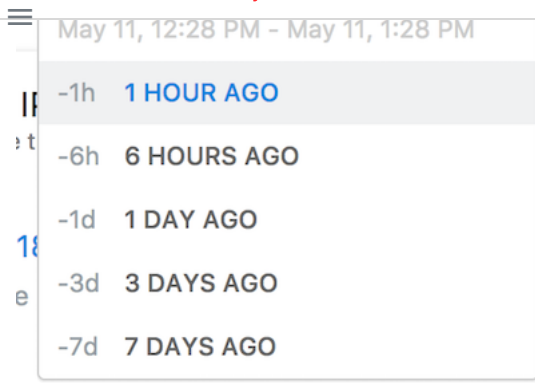 May 11, 12:28 PM - May 11, 1:28 PM
-1h 1 HOUR AGO
-6h 6 HOURS AGO
-1d 1 DAY AGO
18
-3d 3 DAYS AGO
e
-7d 7 DAYS AGO